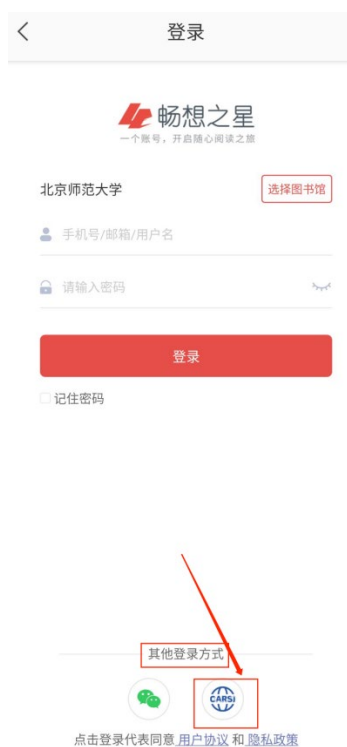 登录
畅想之星
一个账号，开启随心阅读之旅
北京师范大学 选择图书馆
手机号/邮箱/用户名
请输入密码
登录
记住密码
其他登录方式
CARSI
点击登录代表同意 用户协议 和 隐私政策